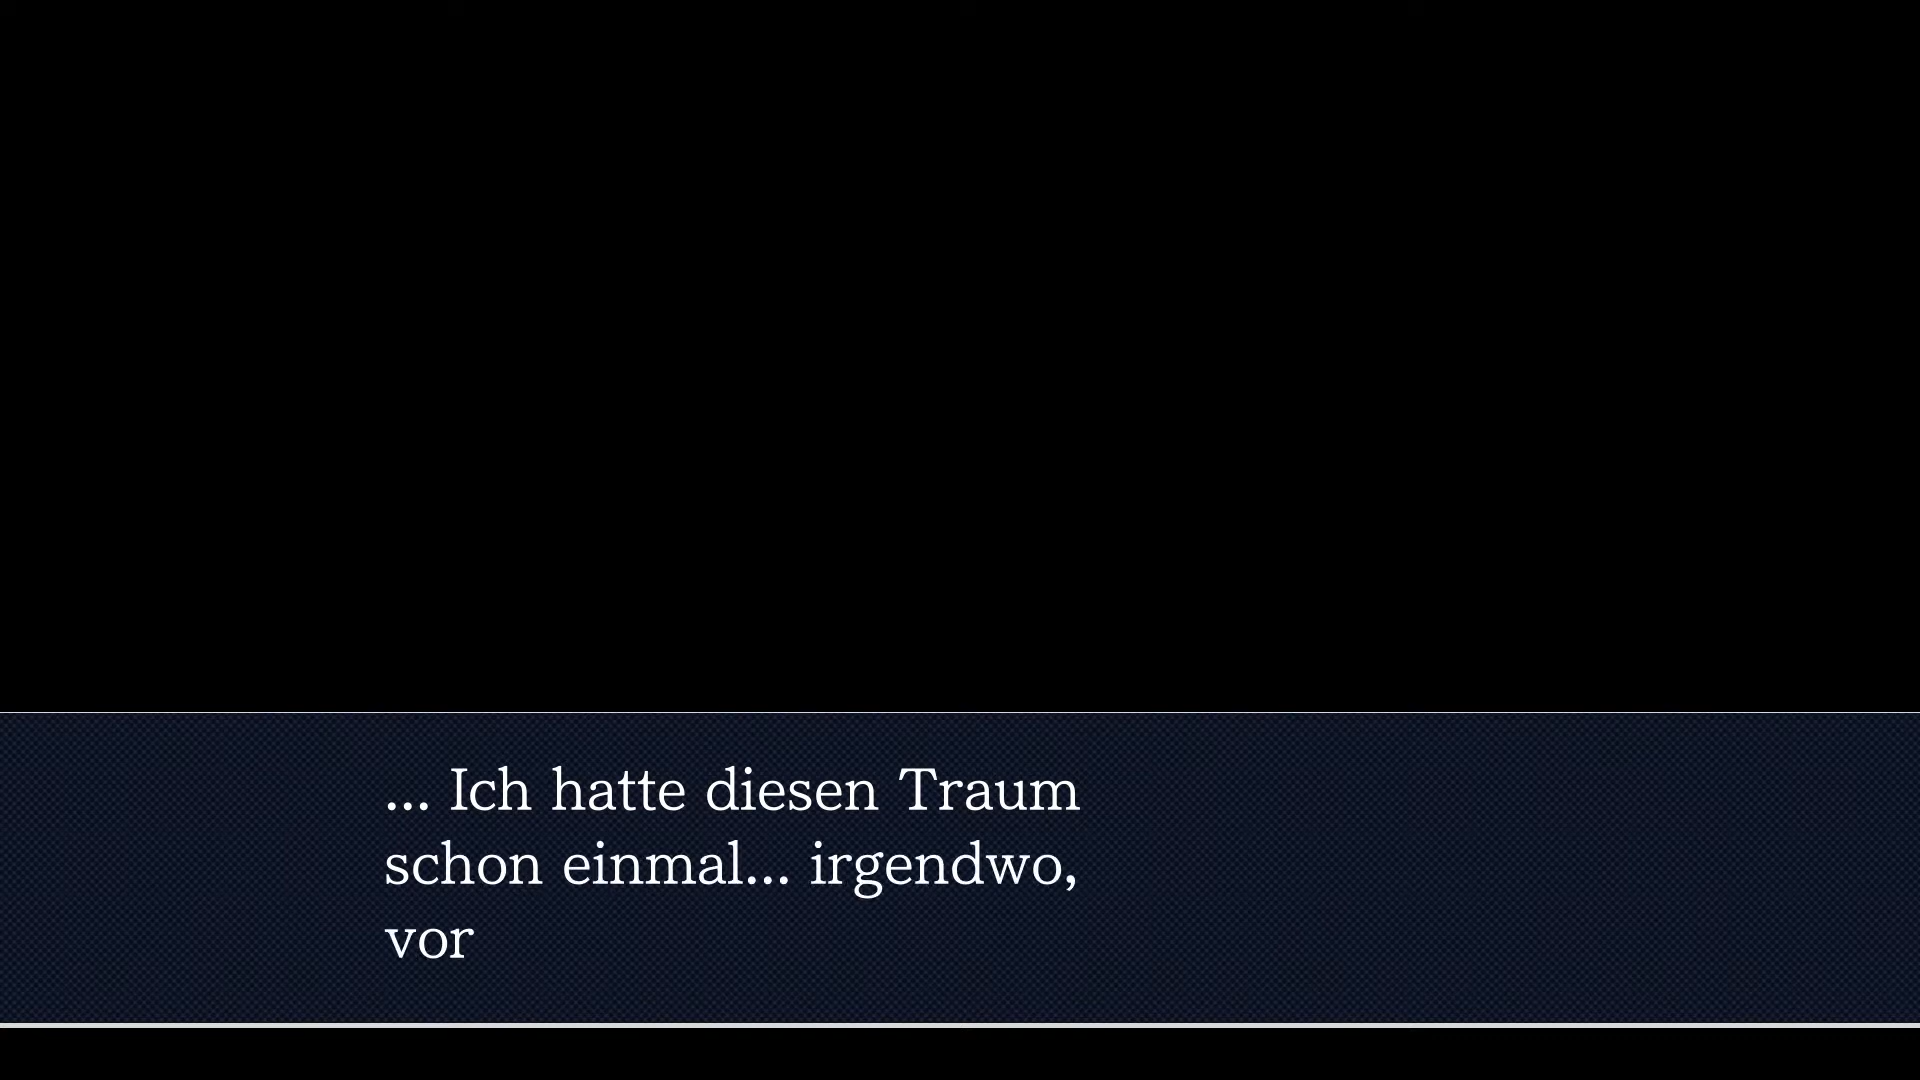 ... Ich hatte diesen Traum
schon einmal... irgendwo,
vor